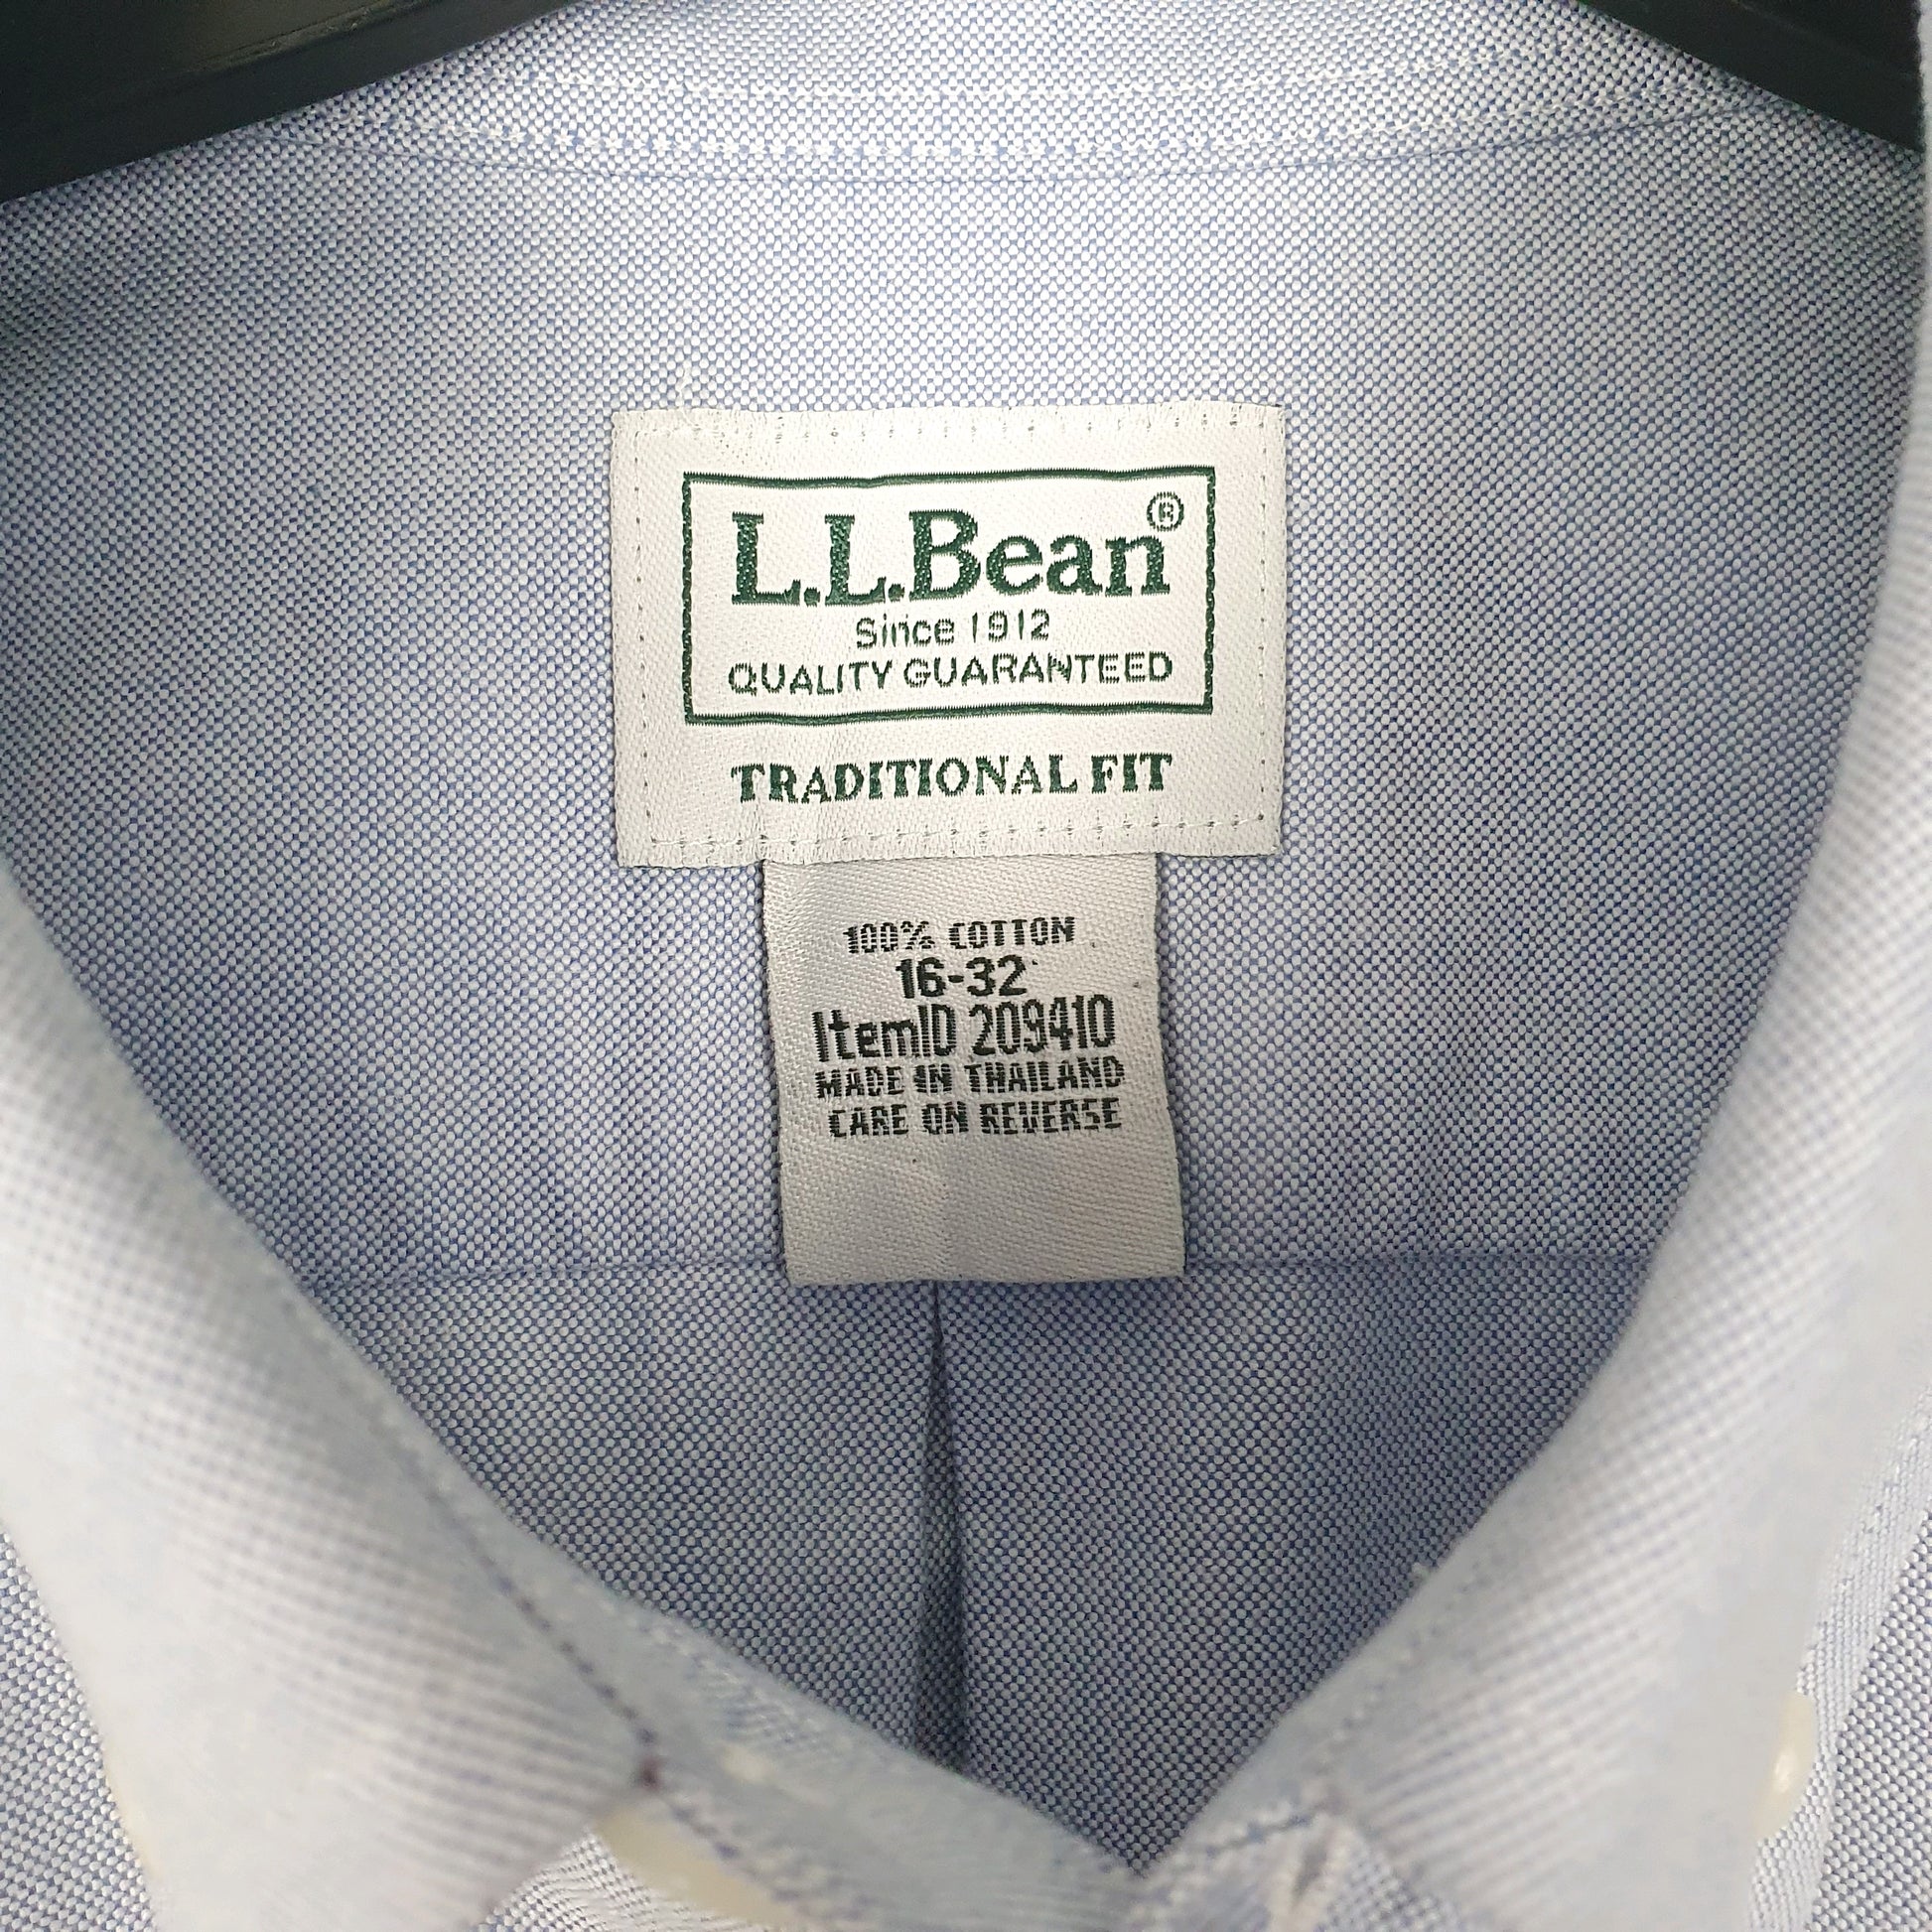 L.L.Bean®
Since 1912
QUALITY GUARANTEED
TRADITIONAL FIT
100% COTTON
16-32
ItemID 209410
MADE IN THAILAND
CARE ON REVERSE